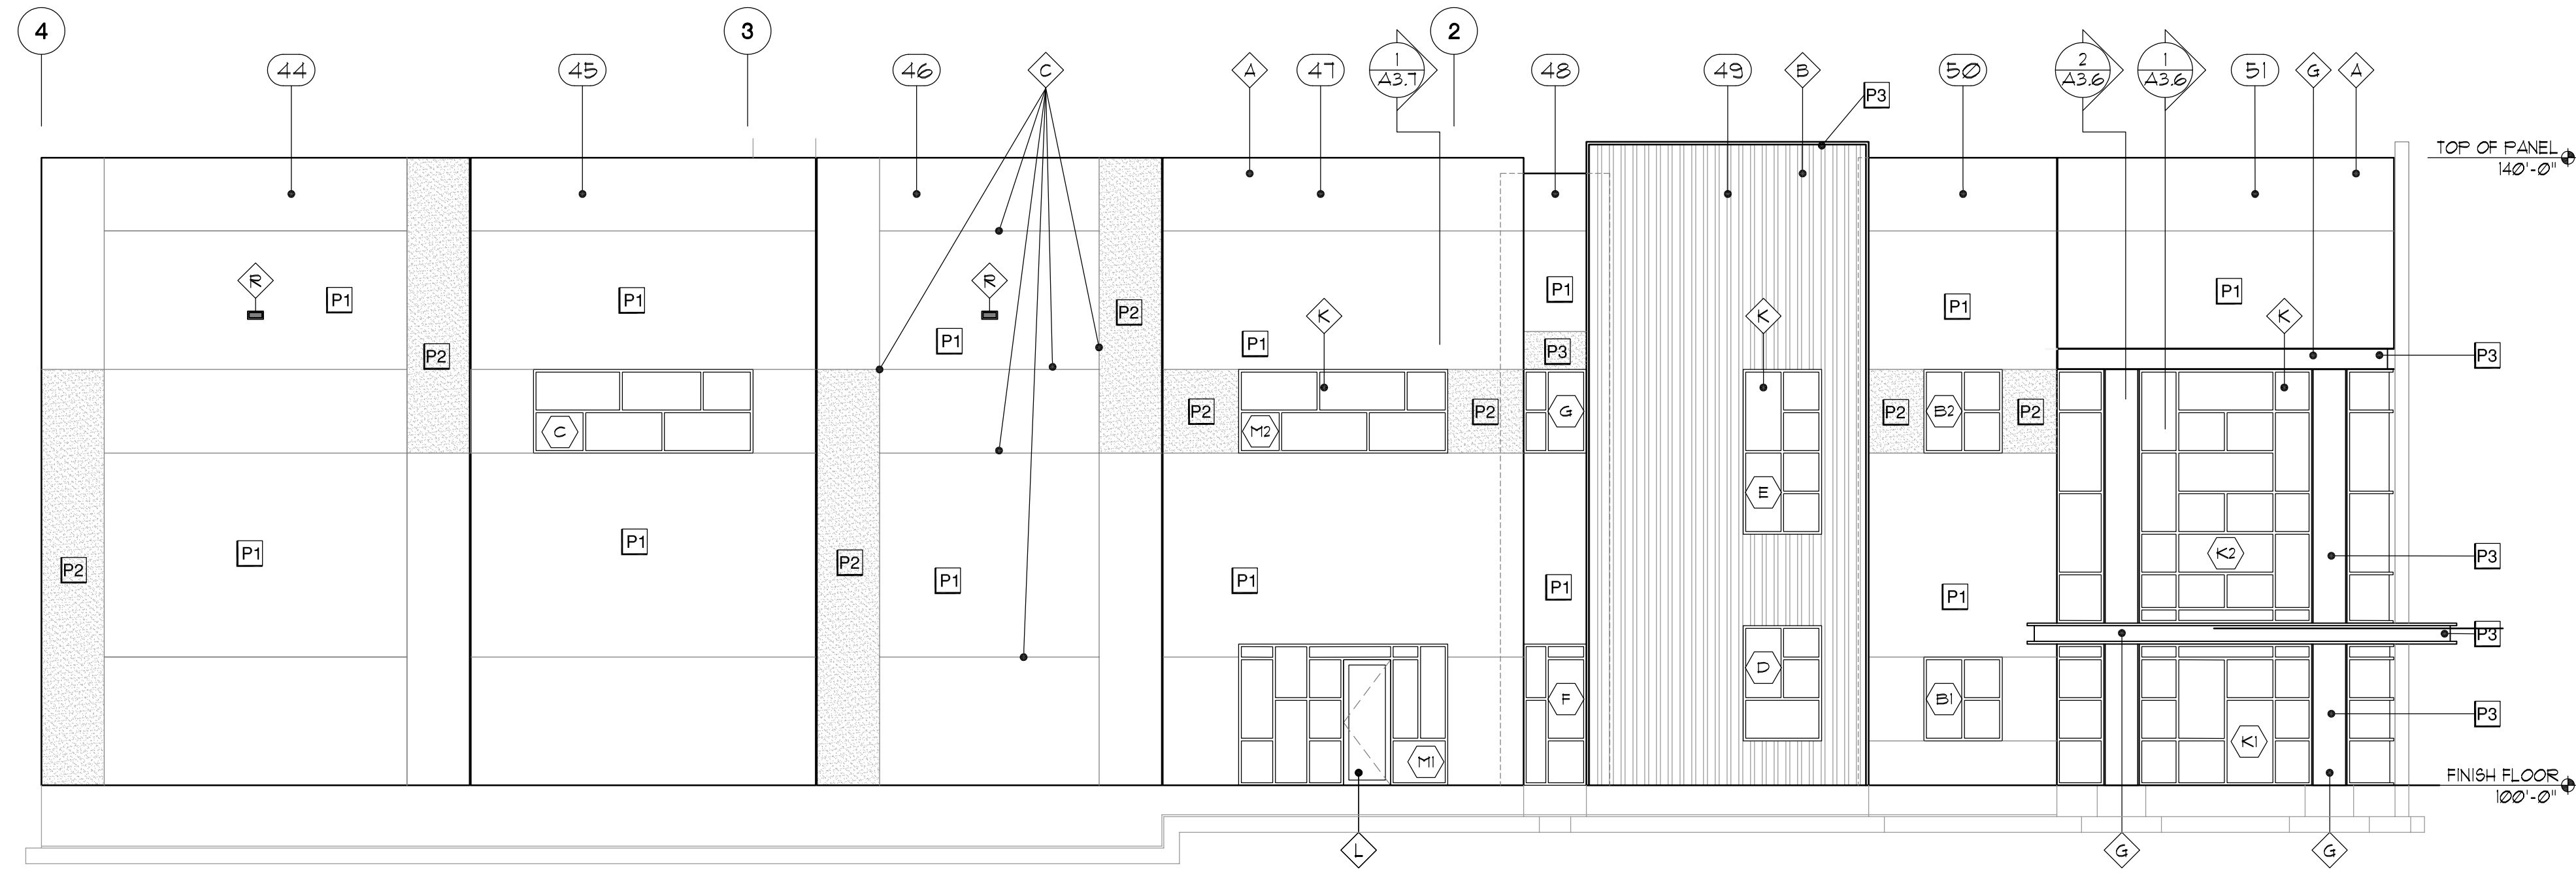 4
3
2
44
45
46
C
A
47
1
A3.7
48
49
B
P3
50
2
A3.6
1
A3.6
51
G
A
TOP OF PANEL
140'-0"
R
P1
P1
R
P1
P2
P1
K
P1
P3
K
P1
P1
K
P3
P2
C
P2
M2
P2
G
P2
B2
P2
E
P1
P1
P2
P2
P1
P1
P1
P1
K2
P3
P3
D
F
B1
K1
M1
P3
FINISH FLOOR
100'-0"
L
G
G